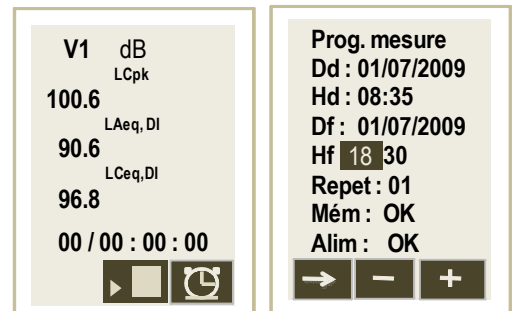 V1 dB
LCpk
100.6
LAeq, DI
90.6
LCeq,DI
96.8
00 / 00 : 00 : 00
Prog. mesure
Dd : 01/07/2009
Hd : 08:35
Df : 01/07/2009
Hf 18 30
Repet : 01
Mém : OK
Alim : OK
→ − +